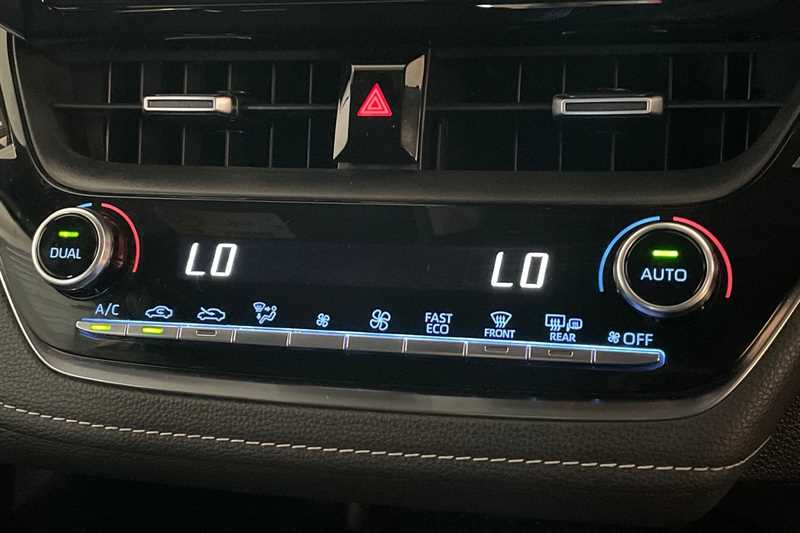 DUAL
LO
LO
AUTO
A/C
FAST
ECO
FRONT
REAR
OFF